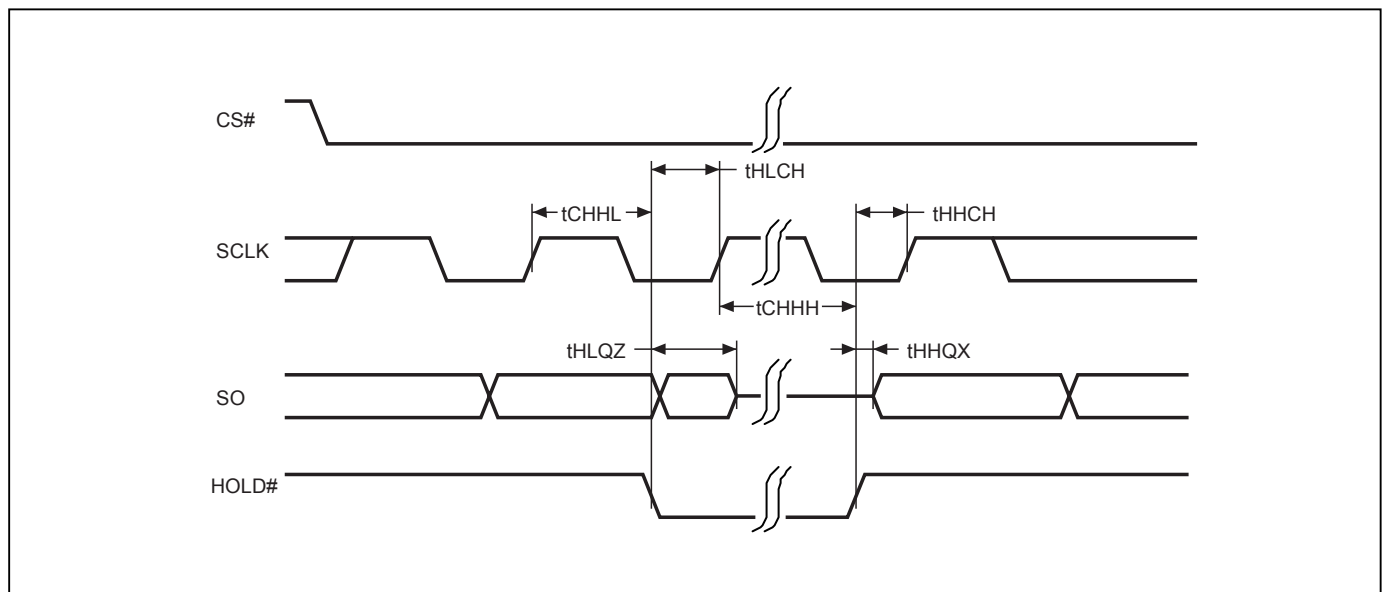 CS#
tHLCH
tCHHL
tHHCH
SCLK
tCHHH
tHLQZ
tHHQX
SO
HOLD#